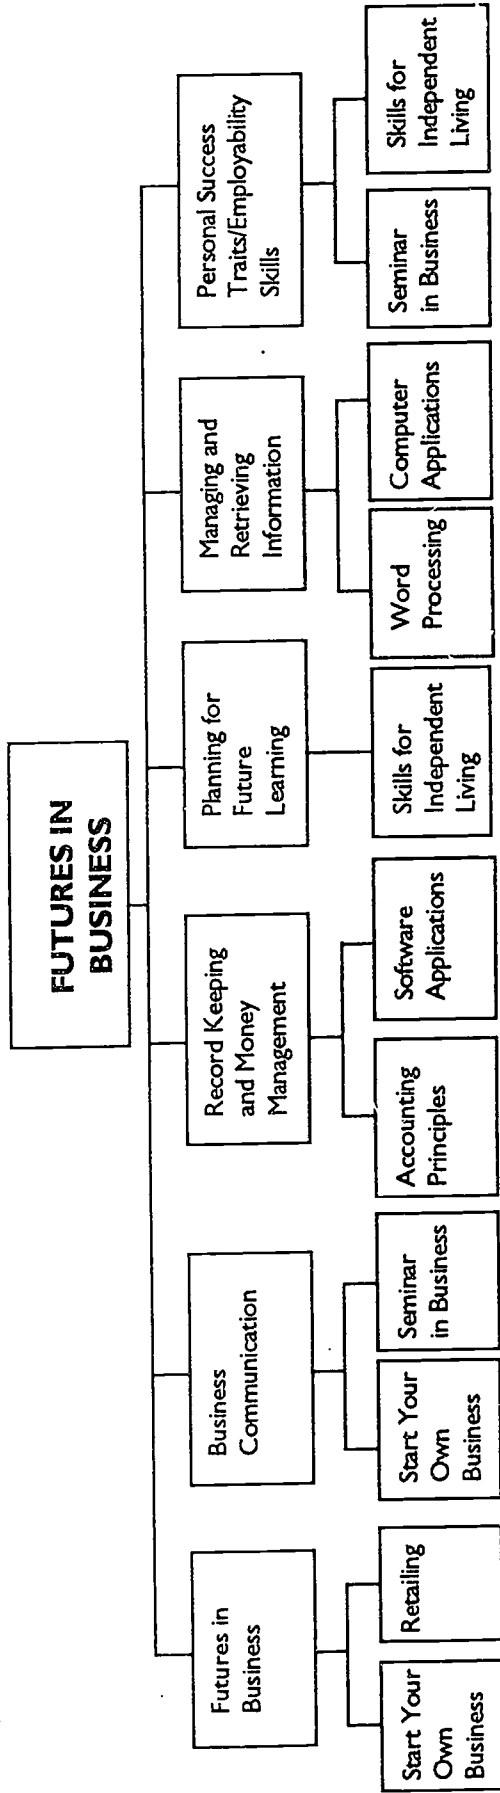 FUTURES IN
BUSINESS
Futures in
Business
Business
Communication
Record Keeping
and Money
Management
Planning for
Future
Learning
Managing and
Retrieving
Information
Personal Success
Traits/Employability
Skills
Start Your
Own
Business
Retailing
Start Your
Own
Business
Seminar
in Business
Accounting
Principles
Software
Applications
Skills for
Independent
Living
Word
Processing
Computer
Applications
Seminar
in Business
Skills for
Independent
Living